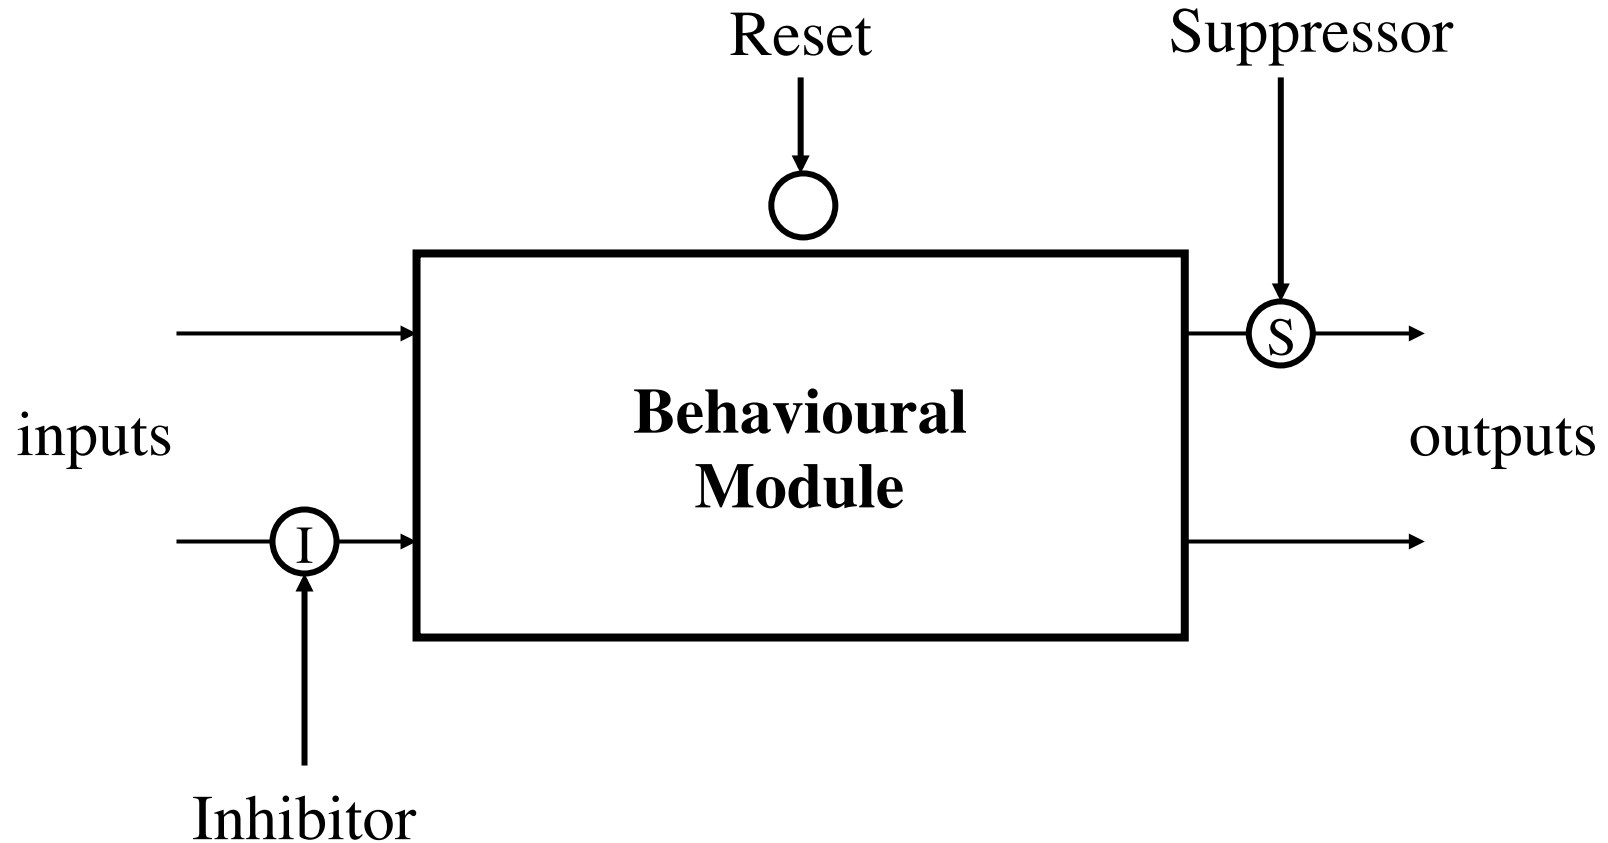 Reset
Suppressor
S
Behavioural
Module
inputs
outputs
I
Inhibitor